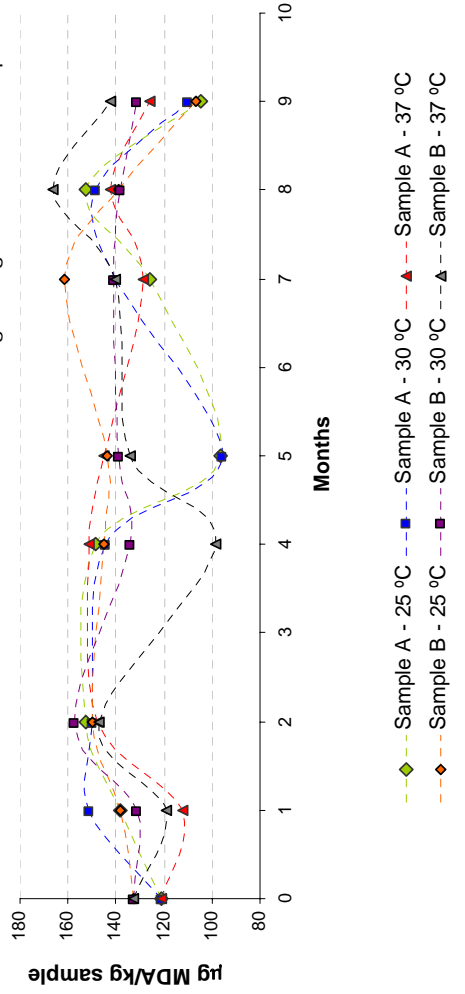 180
160
140
120
100
80
µg MDA/kg sample
0
1
2
3
4
5
6
7
8
9
10
Months
Sample A - 25 ºC
Sample A - 30 ºC
Sample A - 37 ºC
Sample B - 25 ºC
Sample B - 30 ºC
Sample B - 37 ºC